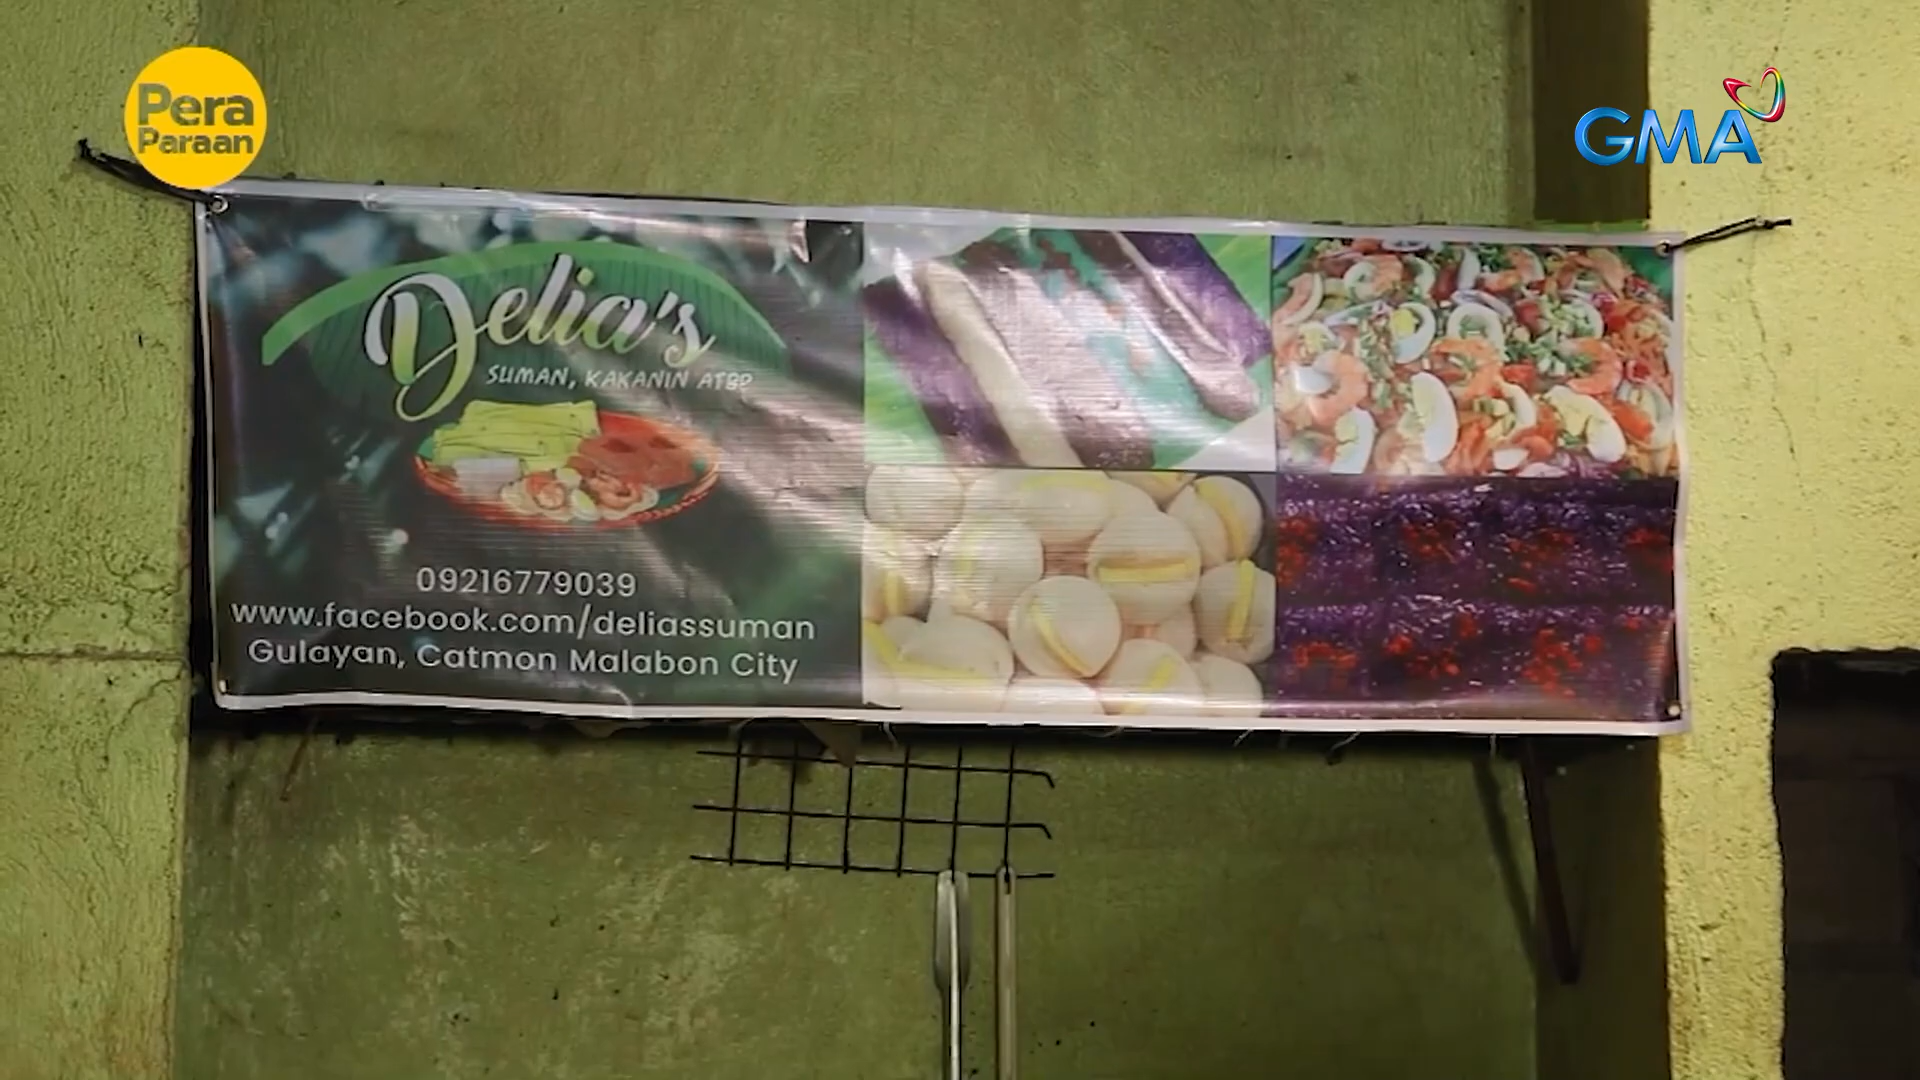 Pera
Paraan
GMA
Delia's
SUMAN, KAKANIN ATBP
09216779039
www.facebook.com/deliassuman
Gulayan, Catmon Malabon City